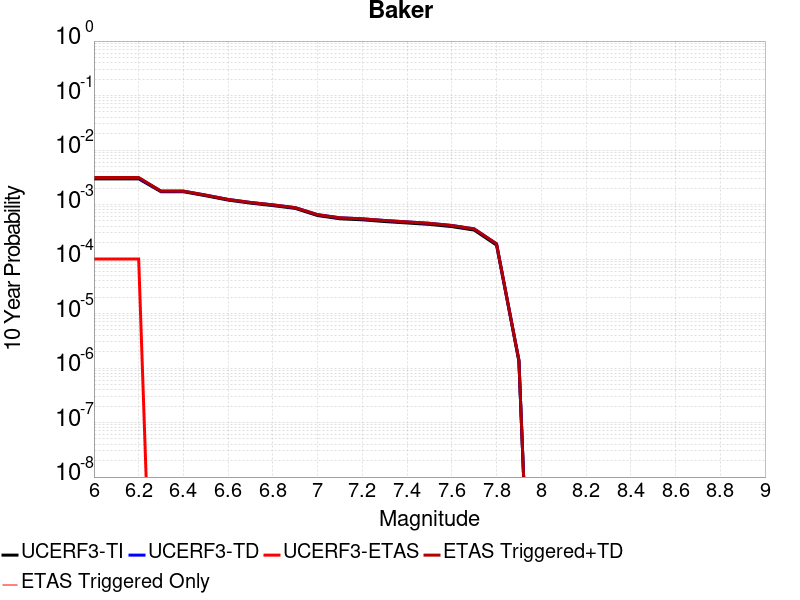 Baker
10 0
10 -1
10 -2
10 -3
10 -4
10 -5
10 -6
10 -7
10 -8
10 Year Probability
6 6.2 6.4 6.6 6.8 7 7.2 7.4 7.6 7.8 8 8.2 8.4 8.6 8.8 9
Magnitude
UCERF3-TI UCERF3-TD UCERF3-ETAS ETAS Triggered+TD
ETAS Triggered Only